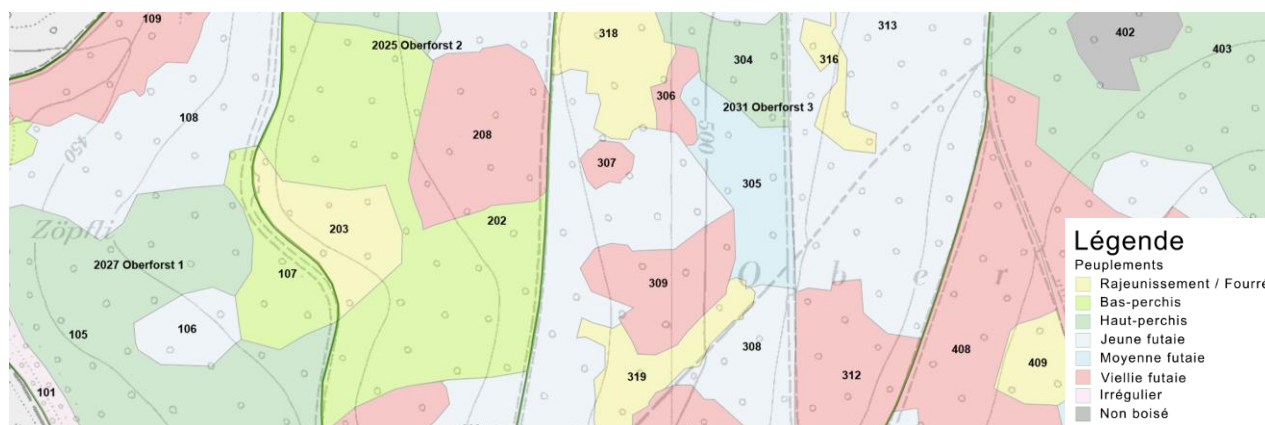 109
318
313
402
403
2025 Oberforst 2
304
316
306
2031 Oberforst 3
108
450
208
500
307
305
Zöpfli
203
202
2027 Oberforst 1
107
309
O b e r
105
106
308
101
319
312
408
409
Légende
Peuplements
Rajeunissement / Fourré
Bas-perchis
Haut-perchis
Jeune futaie
Moyenne futaie
Viellie futaie
Irrégulier
Non boisé